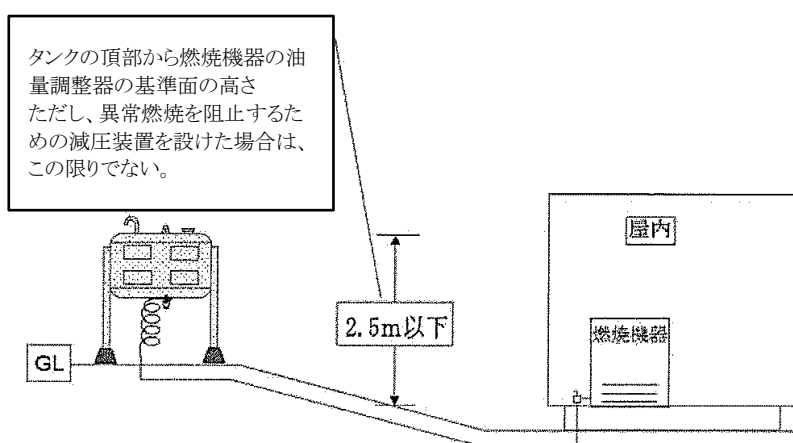 タンクの頂部から燃焼機器の油
量調整器の基準面の高さ
ただし、異常燃焼を阻止するた
めの減圧装置を設けた場合は、
この限りでない。
屋内
2.5m以下
燃焼機器
GL